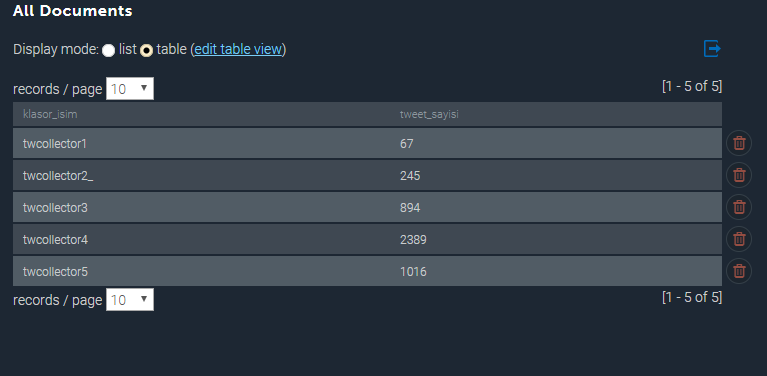 All Documents
Display mode: list table (edit table view)
records / page 10 [1 - 5 of 5]
klasor_isim tweet_sayisi
twcollector1 67
twcollector2_ 245
twcollector3 894
twcollector4 2389
twcollector5 1016
records / page 10 [1 - 5 of 5]